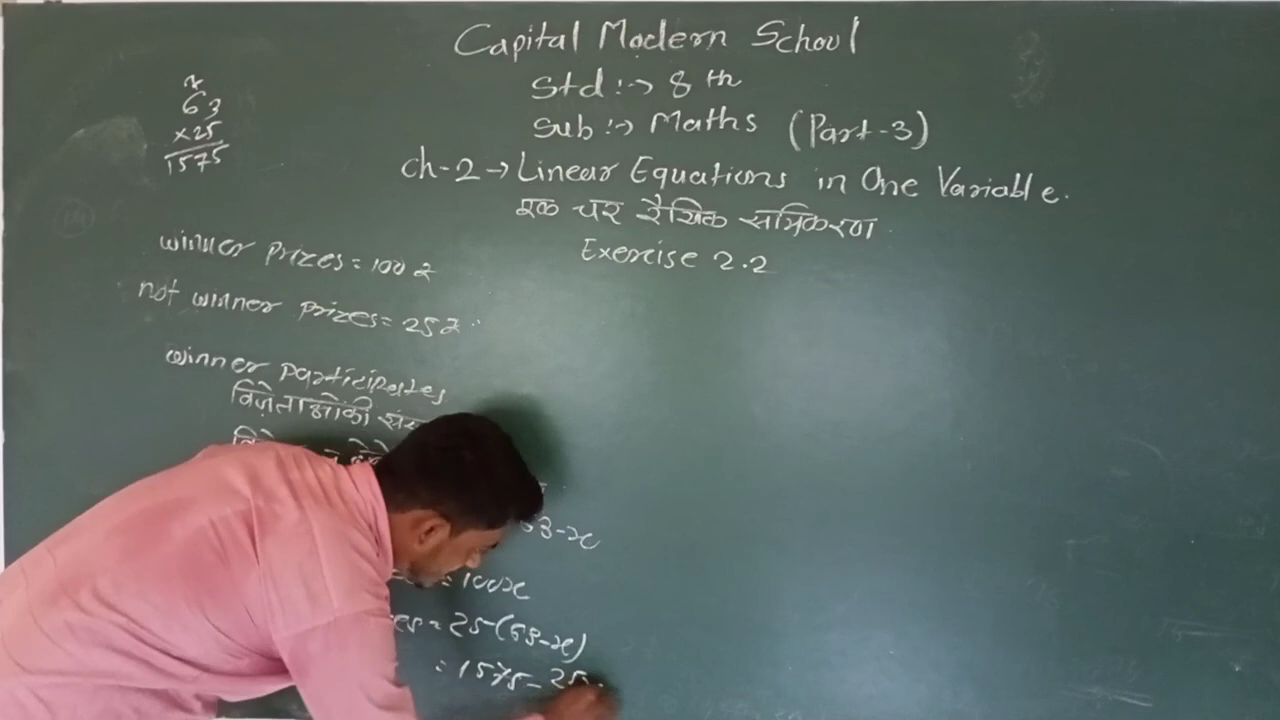 Capital Modern School
Std :→ 8 th
Sub :→ Maths (Part-3)
ch-2 → Linear Equations in One Variable.
एक चर रैखिक समिकरण
Exercise 2.2
63
×25
1575
winner prizes = 100 ₹
not winner prizes = 25 ₹
winner participates
विजेताओकी
63-x
= 100x
= 25(63-x)
= 1575 - 25